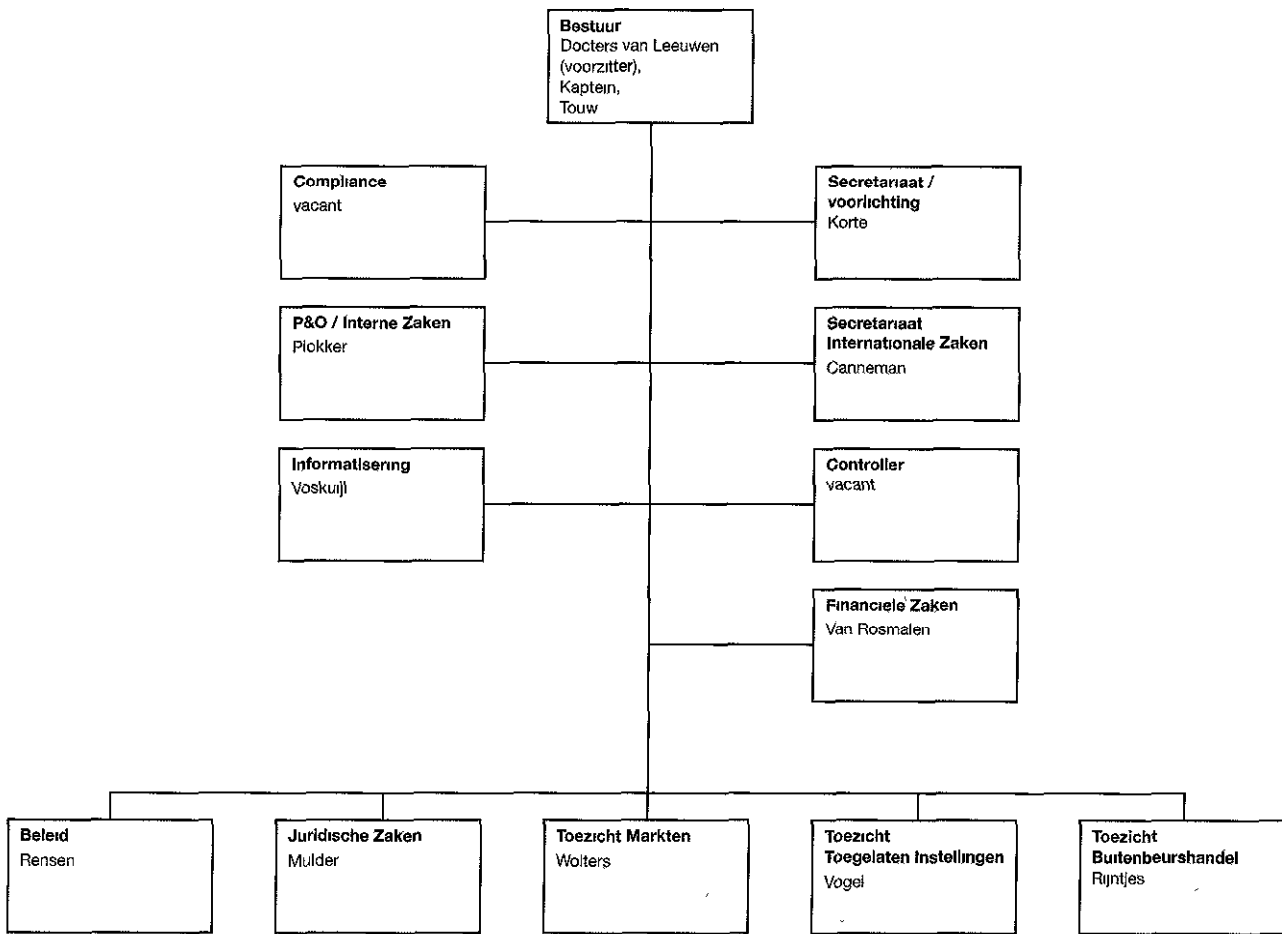 Bestuur
Docters van Leeuwen
(voorzitter),
Kaptein,
Touw
Compliance
vacant
Secretariaat /
voorlichting
Korte
P&O / Interne Zaken
Plokker
Secretariaat
Internationale Zaken
Canneman
Informatisering
Voskuijl
Controller
vacant
Financiele Zaken
Van Rosmalen
Beleid
Rensen
Juridische Zaken
Mulder
Toezicht Markten
Wolters
Toezicht
Toegelaten Instellingen
Vogel
Toezicht
Buitenbeurshandel
Rijntjes